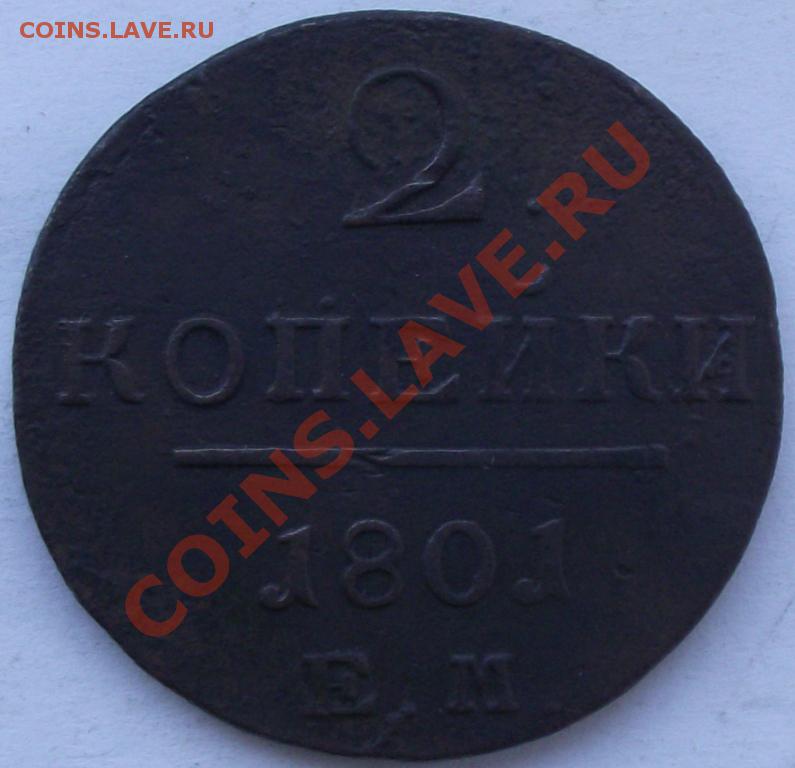 COINS.LAVE.RU
2
КОПЕЙКИ
1801
Е М
COINS.LAVE.RU